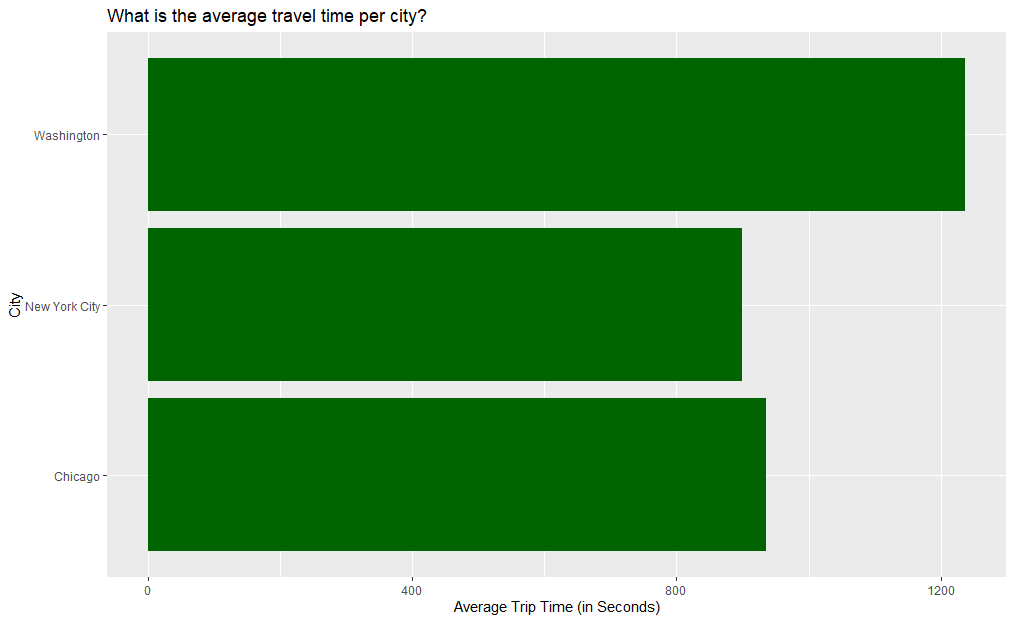 What is the average travel time per city?
Washington
New York City
Chicago
City
0
400
800
1200
Average Trip Time (in Seconds)